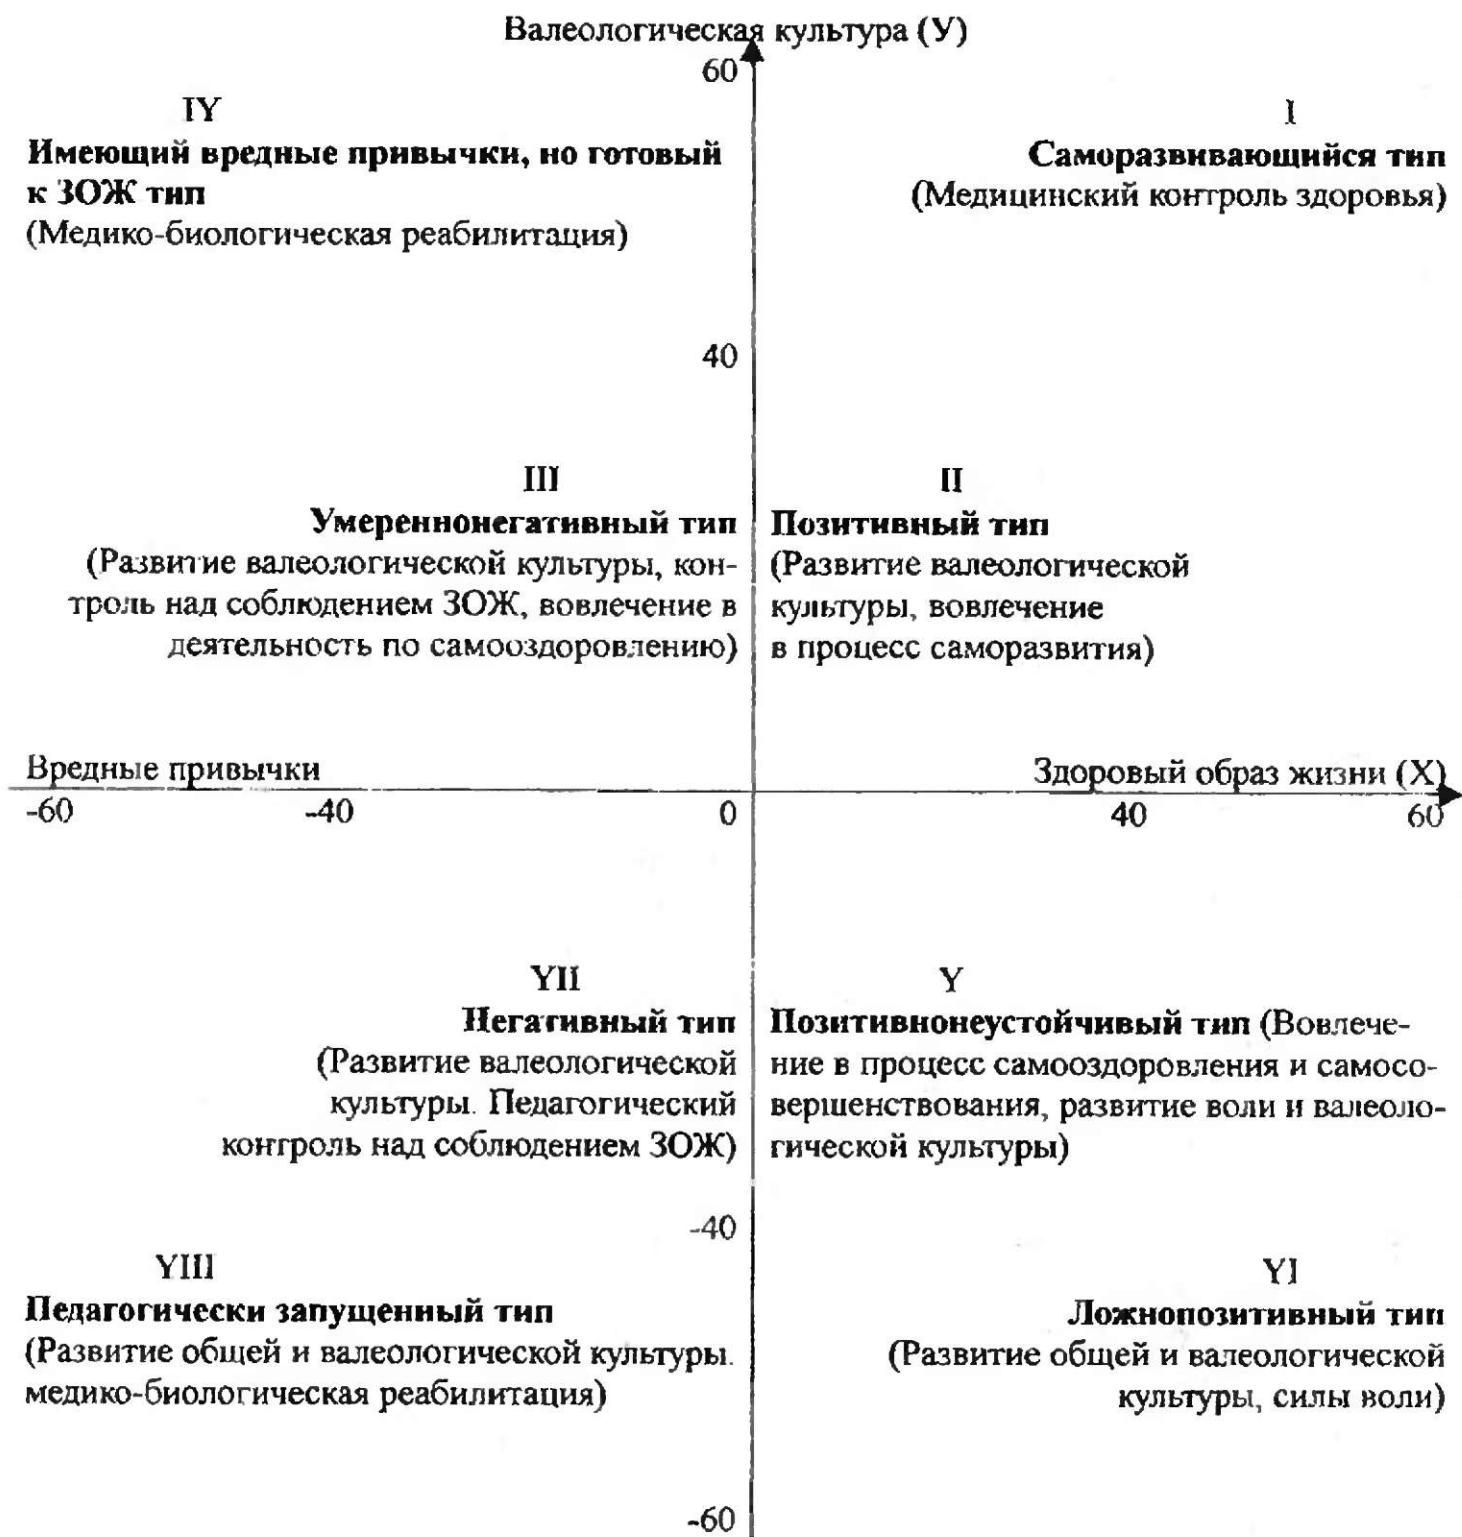 Валеологическая культура (У)
60
IY
Имеющий вредные привычки, но готовый
к ЗОЖ тип
(Медико-биологическая реабилитация)
I
Саморазвивающийся тип
(Медицинский контроль здоровья)
40
III
Умереннонегативный тип
(Развитие валеологической культуры, кон-
троль над соблюдением ЗОЖ, вовлечение в
деятельность по самооздоровлению)
II
Позитивный тип
(Развитие валеологической
культуры, вовлечение
в процесс саморазвития)
Вредные привычки
Здоровый образ жизни (Х)
-60 -40 0 40 60
YII
Негативный тип
(Развитие валеологической
культуры. Педагогический
контроль над соблюдением ЗОЖ)
Y
Позитивнонеустойчивый тип (Вовлече-
ние в процесс самооздоровления и самосо-
вершенствования, развитие воли и валеоло-
гической культуры)
-40
YIII
Педагогически запущенный тип
(Развитие общей и валеологической культуры.
медико-биологическая реабилитация)
YI
Ложнопозитивный тип
(Развитие общей и валеологической
культуры, силы воли)
-60